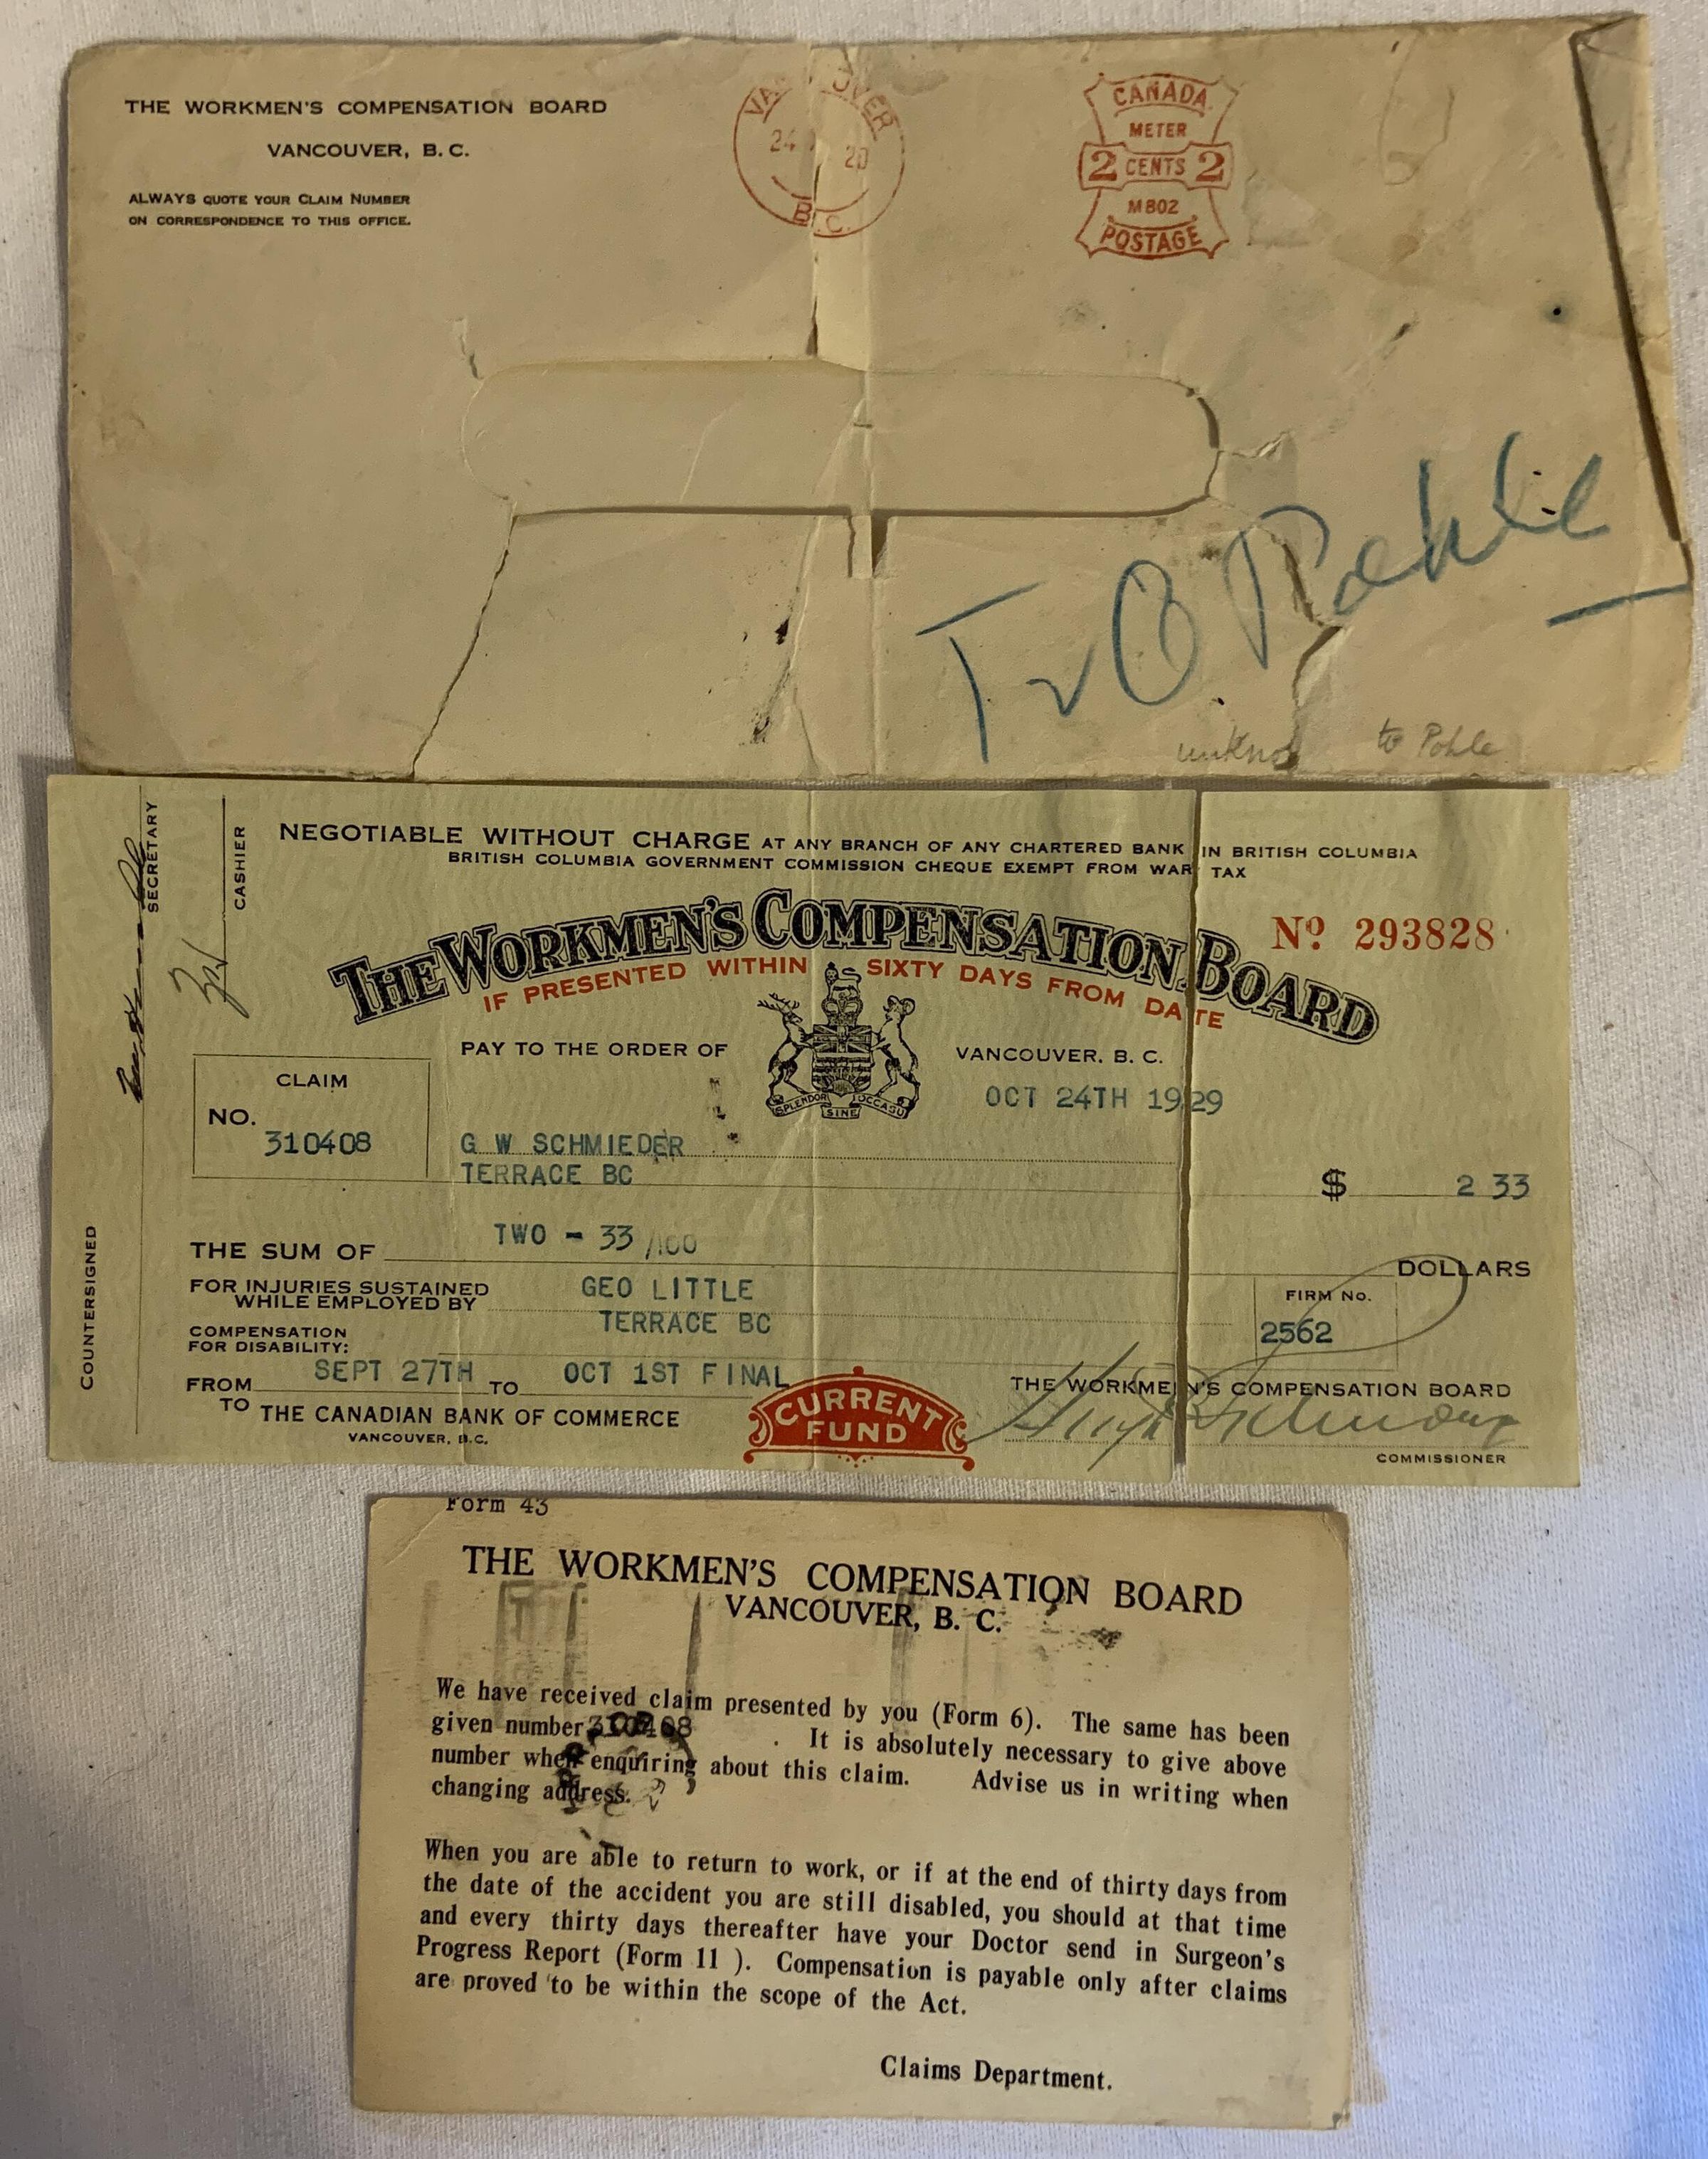 THE WORKMEN'S COMPENSATION BOARD
VANCOUVER, B. C.
ALWAYS QUOTE YOUR CLAIM NUMBER
ON CORRESPONDENCE TO THIS OFFICE.
24 20
B.C.
CANADA
METER
2 CENTS 2
M802
POSTAGE
to Pohle
NEGOTIABLE WITHOUT CHARGE AT ANY BRANCH OF ANY CHARTERED BANK IN BRITISH COLUMBIA
BRITISH COLUMBIA GOVERNMENT COMMISSION CHEQUE EXEMPT FROM WAR TAX
SECRETARY
CASHIER
COUNTERSIGNED
THE WORKMEN'S COMPENSATION BOARD
No 293828
IF PRESENTED WITHIN SIXTY DAYS FROM DATE
PAY TO THE ORDER OF
VANCOUVER. B. C.
SPLENDOR SINE OCCASU
OCT 24TH 1929
CLAIM
NO.
310408
G W SCHMIEDER
TERRACE BC
$ 2 33
THE SUM OF TWO - 33/100
DOLLARS
FOR INJURIES SUSTAINED
WHILE EMPLOYED BY
GEO LITTLE
TERRACE BC
FIRM NO.
2562
COMPENSATION
FOR DISABILITY:
FROM SEPT 27TH TO OCT 1ST FINAL
TO THE CANADIAN BANK OF COMMERCE
VANCOUVER, B.C.
CURRENT
FUND
THE WORKMEN'S COMPENSATION BOARD
COMMISSIONER
Form 43
THE WORKMEN'S COMPENSATION BOARD
VANCOUVER, B. C.
We have received claim presented by you (Form 6). The same has been
given number 310408 . It is absolutely necessary to give above
number when enquiring about this claim. Advise us in writing when
changing address.
When you are able to return to work, or if at the end of thirty days from
the date of the accident you are still disabled, you should at that time
and every thirty days thereafter have your Doctor send in Surgeon's
Progress Report (Form 11 ). Compensation is payable only after claims
are proved to be within the scope of the Act.
Claims Department.